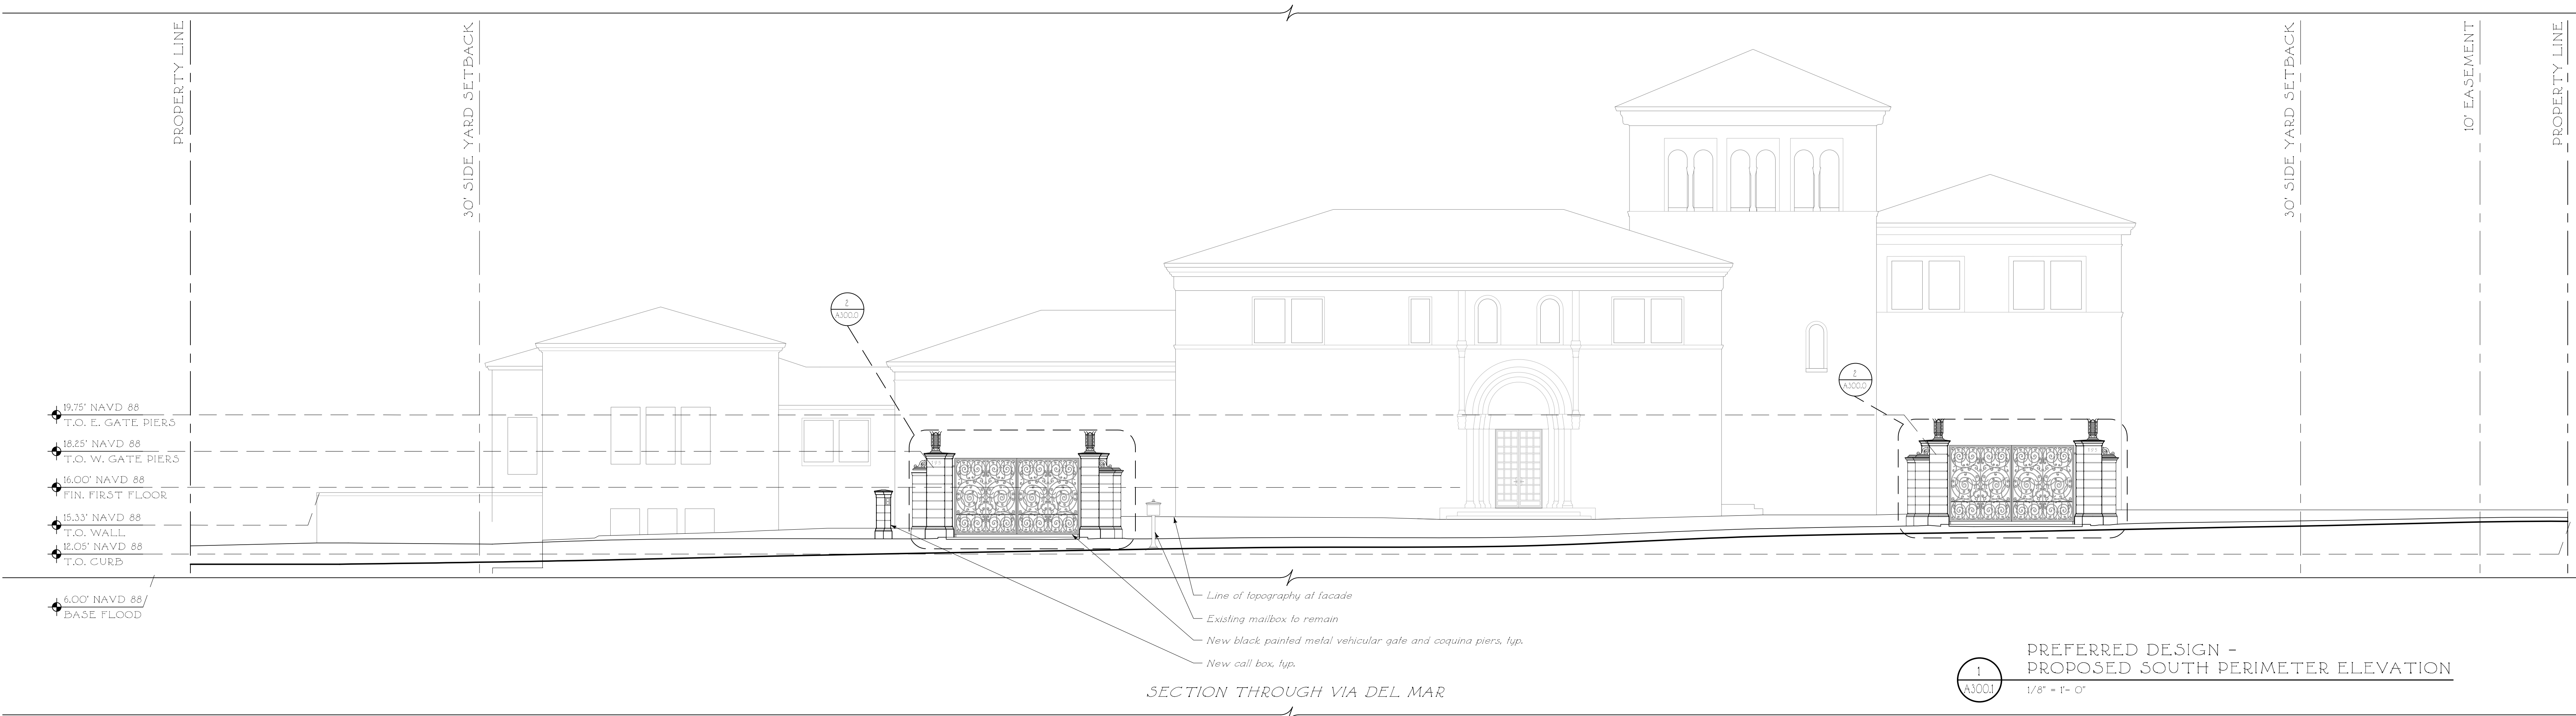 PROPERTY LINE
30' SIDE YARD SETBACK
30' SIDE YARD SETBACK
10' EASEMENT
PROPERTY LINE
2
A300.0
2
A300.0
19.75' NAVD 88
T.O. E. GATE PIERS
18.25' NAVD 88
T.O. W. GATE PIERS
16.00' NAVD 88
FIN. FIRST FLOOR
15.33' NAVD 88
T.O. WALL
12.05' NAVD 88
T.O. CURB
6.00' NAVD 88
BASE FLOOD
Line of topography at facade
Existing mailbox to remain
New black painted metal vehicular gate and coquina piers, typ.
New call box, typ.
SECTION THROUGH VIA DEL MAR
1
A300.1
PREFERRED DESIGN -
PROPOSED SOUTH PERIMETER ELEVATION
1/8" = 1'- 0"